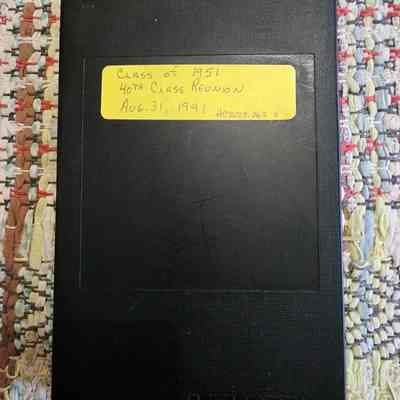 Class of 1951
40th Class Reunion
Aug. 31, 1991